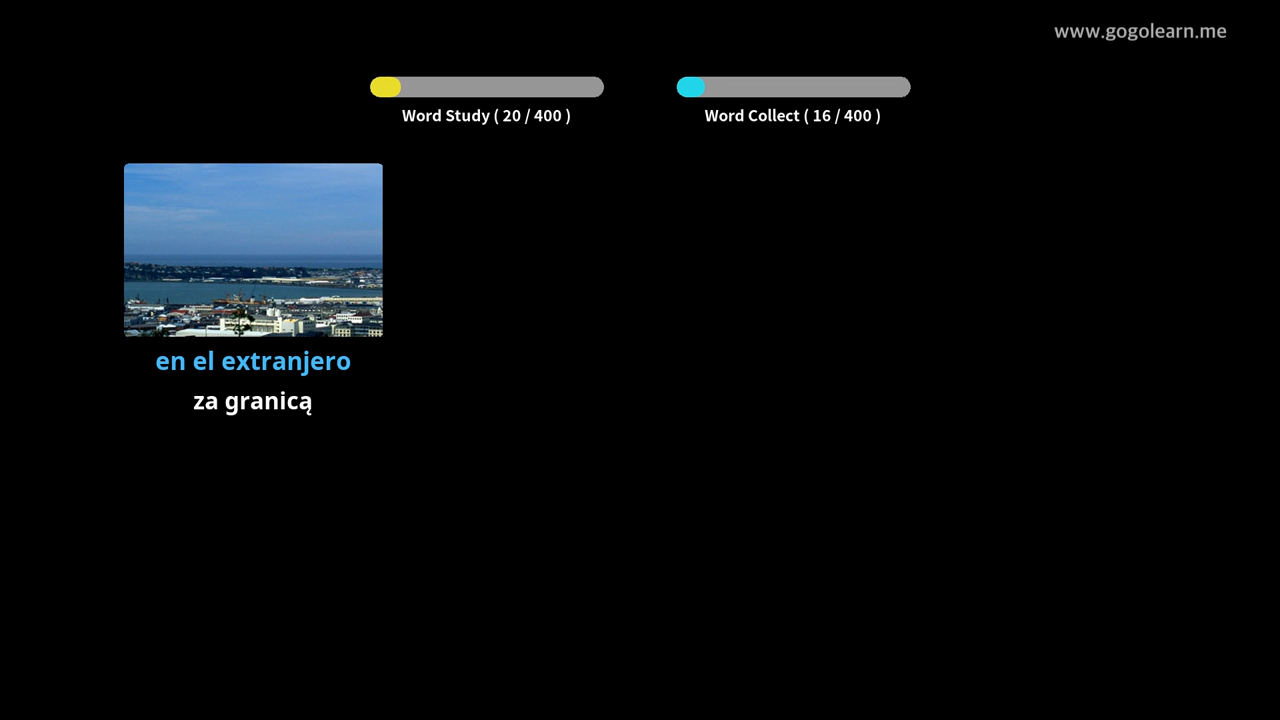 www.gogolearn.me
Word Study ( 20 / 400 )
Word Collect ( 16 / 400 )
en el extranjero
za granicą